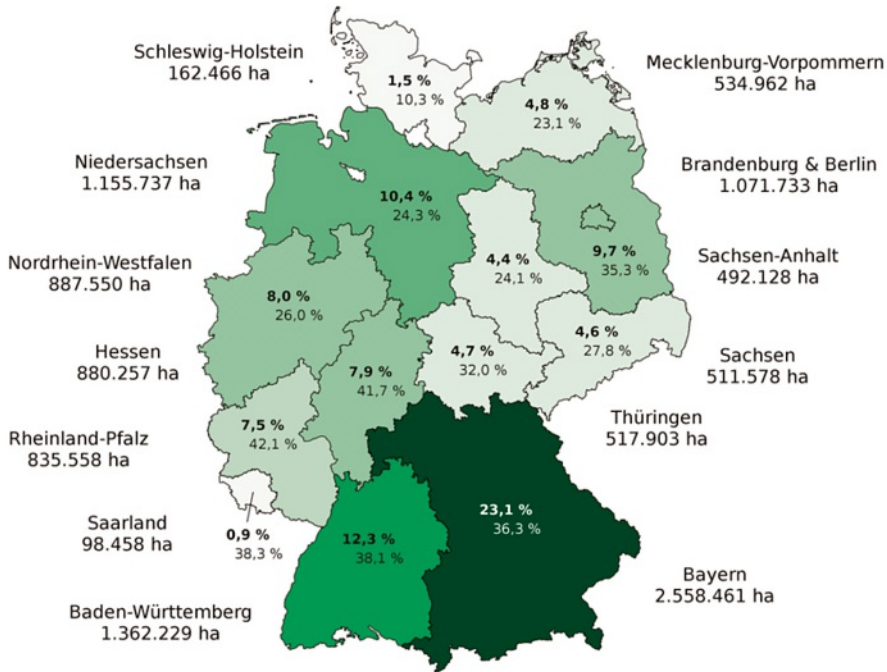 Schleswig-Holstein
162.466 ha
1,5 %
10,3 %
Mecklenburg-Vorpommern
534.962 ha
4,8 %
23,1 %
Niedersachsen
1.155.737 ha
10,4 %
24,3 %
Brandenburg & Berlin
1.071.733 ha
9,7 %
35,3 %
Nordrhein-Westfalen
887.550 ha
8,0 %
26,0 %
Sachsen-Anhalt
492.128 ha
4,4 %
24,1 %
Hessen
880.257 ha
7,9 %
41,7 %
Sachsen
511.578 ha
4,6 %
27,8 %
Thüringen
517.903 ha
4,7 %
32,0 %
Rheinland-Pfalz
835.558 ha
7,5 %
42,1 %
Saarland
98.458 ha
0,9 %
38,3 %
Baden-Württemberg
1.362.229 ha
12,3 %
38,1 %
Bayern
2.558.461 ha
23,1 %
36,3 %